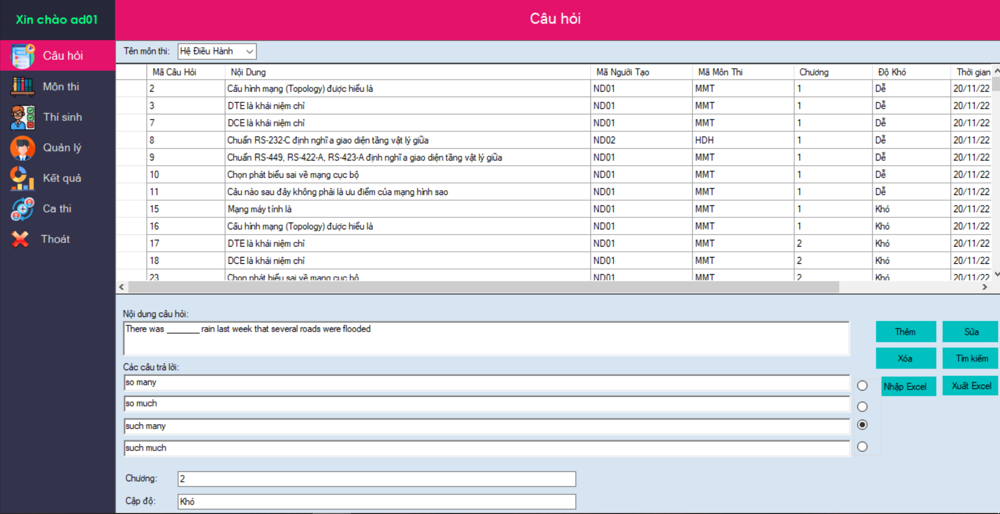 Xin chào ad01
Câu hỏi
Câu hỏi
Môn thi
Thí sinh
Quản lý
Kết quả
Ca thi
Thoát
Tên môn thi: Hệ Điều Hành
Mã Câu Hỏi Nội Dung Mã Người Tạo Mã Môn Thi Chương Độ Khó Thời gian
2 Cấu hình mạng (Topology) được hiểu là ND01 MMT 1 Dễ 20/11/22
3 DTE là khái niệm chỉ ND01 MMT 1 Dễ 20/11/22
7 DCE là khái niệm chỉ ND01 MMT 1 Dễ 20/11/22
8 Chuẩn RS-232-C định nghĩa giao diện tầng vật lý giữa ND02 HDH 1 Dễ 20/11/22
9 Chuẩn RS-449, RS-422-A, RS-423-A định nghĩa giao diện tầng vật lý giữa ND01 MMT 1 Dễ 20/11/22
10 Chọn phát biểu sai về mạng cục bộ ND01 MMT 1 Dễ 20/11/22
11 Câu nào sau đây không phải là ưu điểm của mạng hình sao ND01 MMT 1 Dễ 20/11/22
15 Mạng máy tính là ND01 MMT 1 Khó 20/11/22
16 Cấu hình mạng (Topology) được hiểu là ND01 MMT 1 Khó 20/11/22
17 DTE là khái niệm chỉ ND01 MMT 2 Khó 20/11/22
18 DCE là khái niệm chỉ ND01 MMT 2 Khó 20/11/22
23 Chọn phát biểu sai về mạng cục bộ ND01 MMT 2 Khó 20/11/22
Nội dung câu hỏi:
There was _______ rain last week that several roads were flooded
Thêm Sửa
Xóa Tìm kiếm
Nhập Excel Xuất Excel
Các câu trả lời:
so many
so much
such many
such much
Chương: 2
Cập độ: Khó